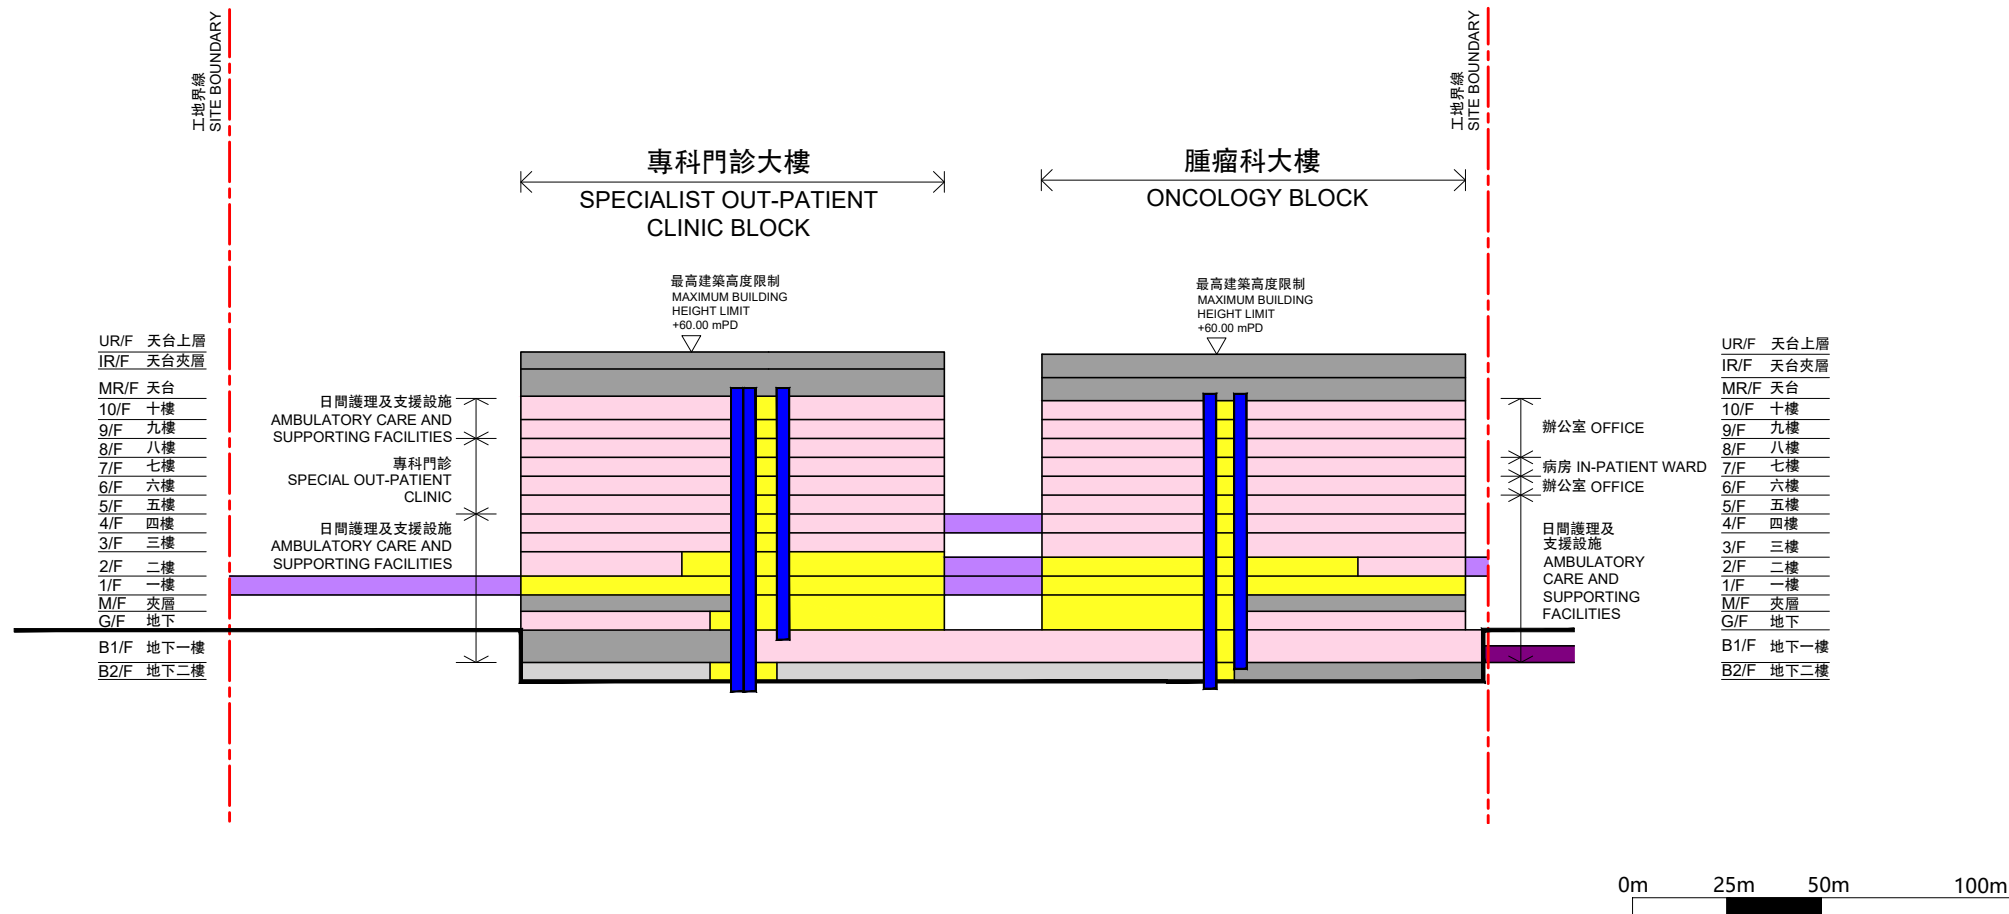 工地界線
SITE BOUNDARY
工地界線
SITE BOUNDARY
專科門診大樓
SPECIALIST OUT-PATIENT
CLINIC BLOCK
腫瘤科大樓
ONCOLOGY BLOCK
最高建築高度限制
MAXIMUM BUILDING
HEIGHT LIMIT
+60.00 mPD
最高建築高度限制
MAXIMUM BUILDING
HEIGHT LIMIT
+60.00 mPD
UR/F 天台上層
IR/F 天台夾層
MR/F 天台
10/F 十樓
9/F 九樓
8/F 八樓
7/F 七樓
6/F 六樓
5/F 五樓
4/F 四樓
3/F 三樓
2/F 二樓
1/F 一樓
M/F 夾層
G/F 地下
B1/F 地下一樓
B2/F 地下二樓
日間護理及支援設施
AMBULATORY CARE AND
SUPPORTING FACILITIES
專科門診
SPECIAL OUT-PATIENT
CLINIC
日間護理及支援設施
AMBULATORY CARE AND
SUPPORTING FACILITIES
辦公室 OFFICE
病房 IN-PATIENT WARD
辦公室 OFFICE
日間護理及
支援設施
AMBULATORY
CARE AND
SUPPORTING
FACILITIES
UR/F 天台上層
IR/F 天台夾層
MR/F 天台
10/F 十樓
9/F 九樓
8/F 八樓
7/F 七樓
6/F 六樓
5/F 五樓
4/F 四樓
3/F 三樓
2/F 二樓
1/F 一樓
M/F 夾層
G/F 地下
B1/F 地下一樓
B2/F 地下二樓
0m 25m 50m 100m